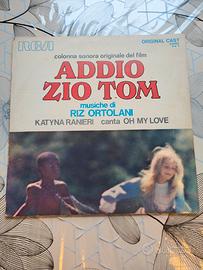 RCA
ORIGINAL CAST
colonna sonora originale del film
ADDIO
ZIO TOM
musiche di
RIZ ORTOLANI
KATYNA RANIERI canta OH MY LOVE